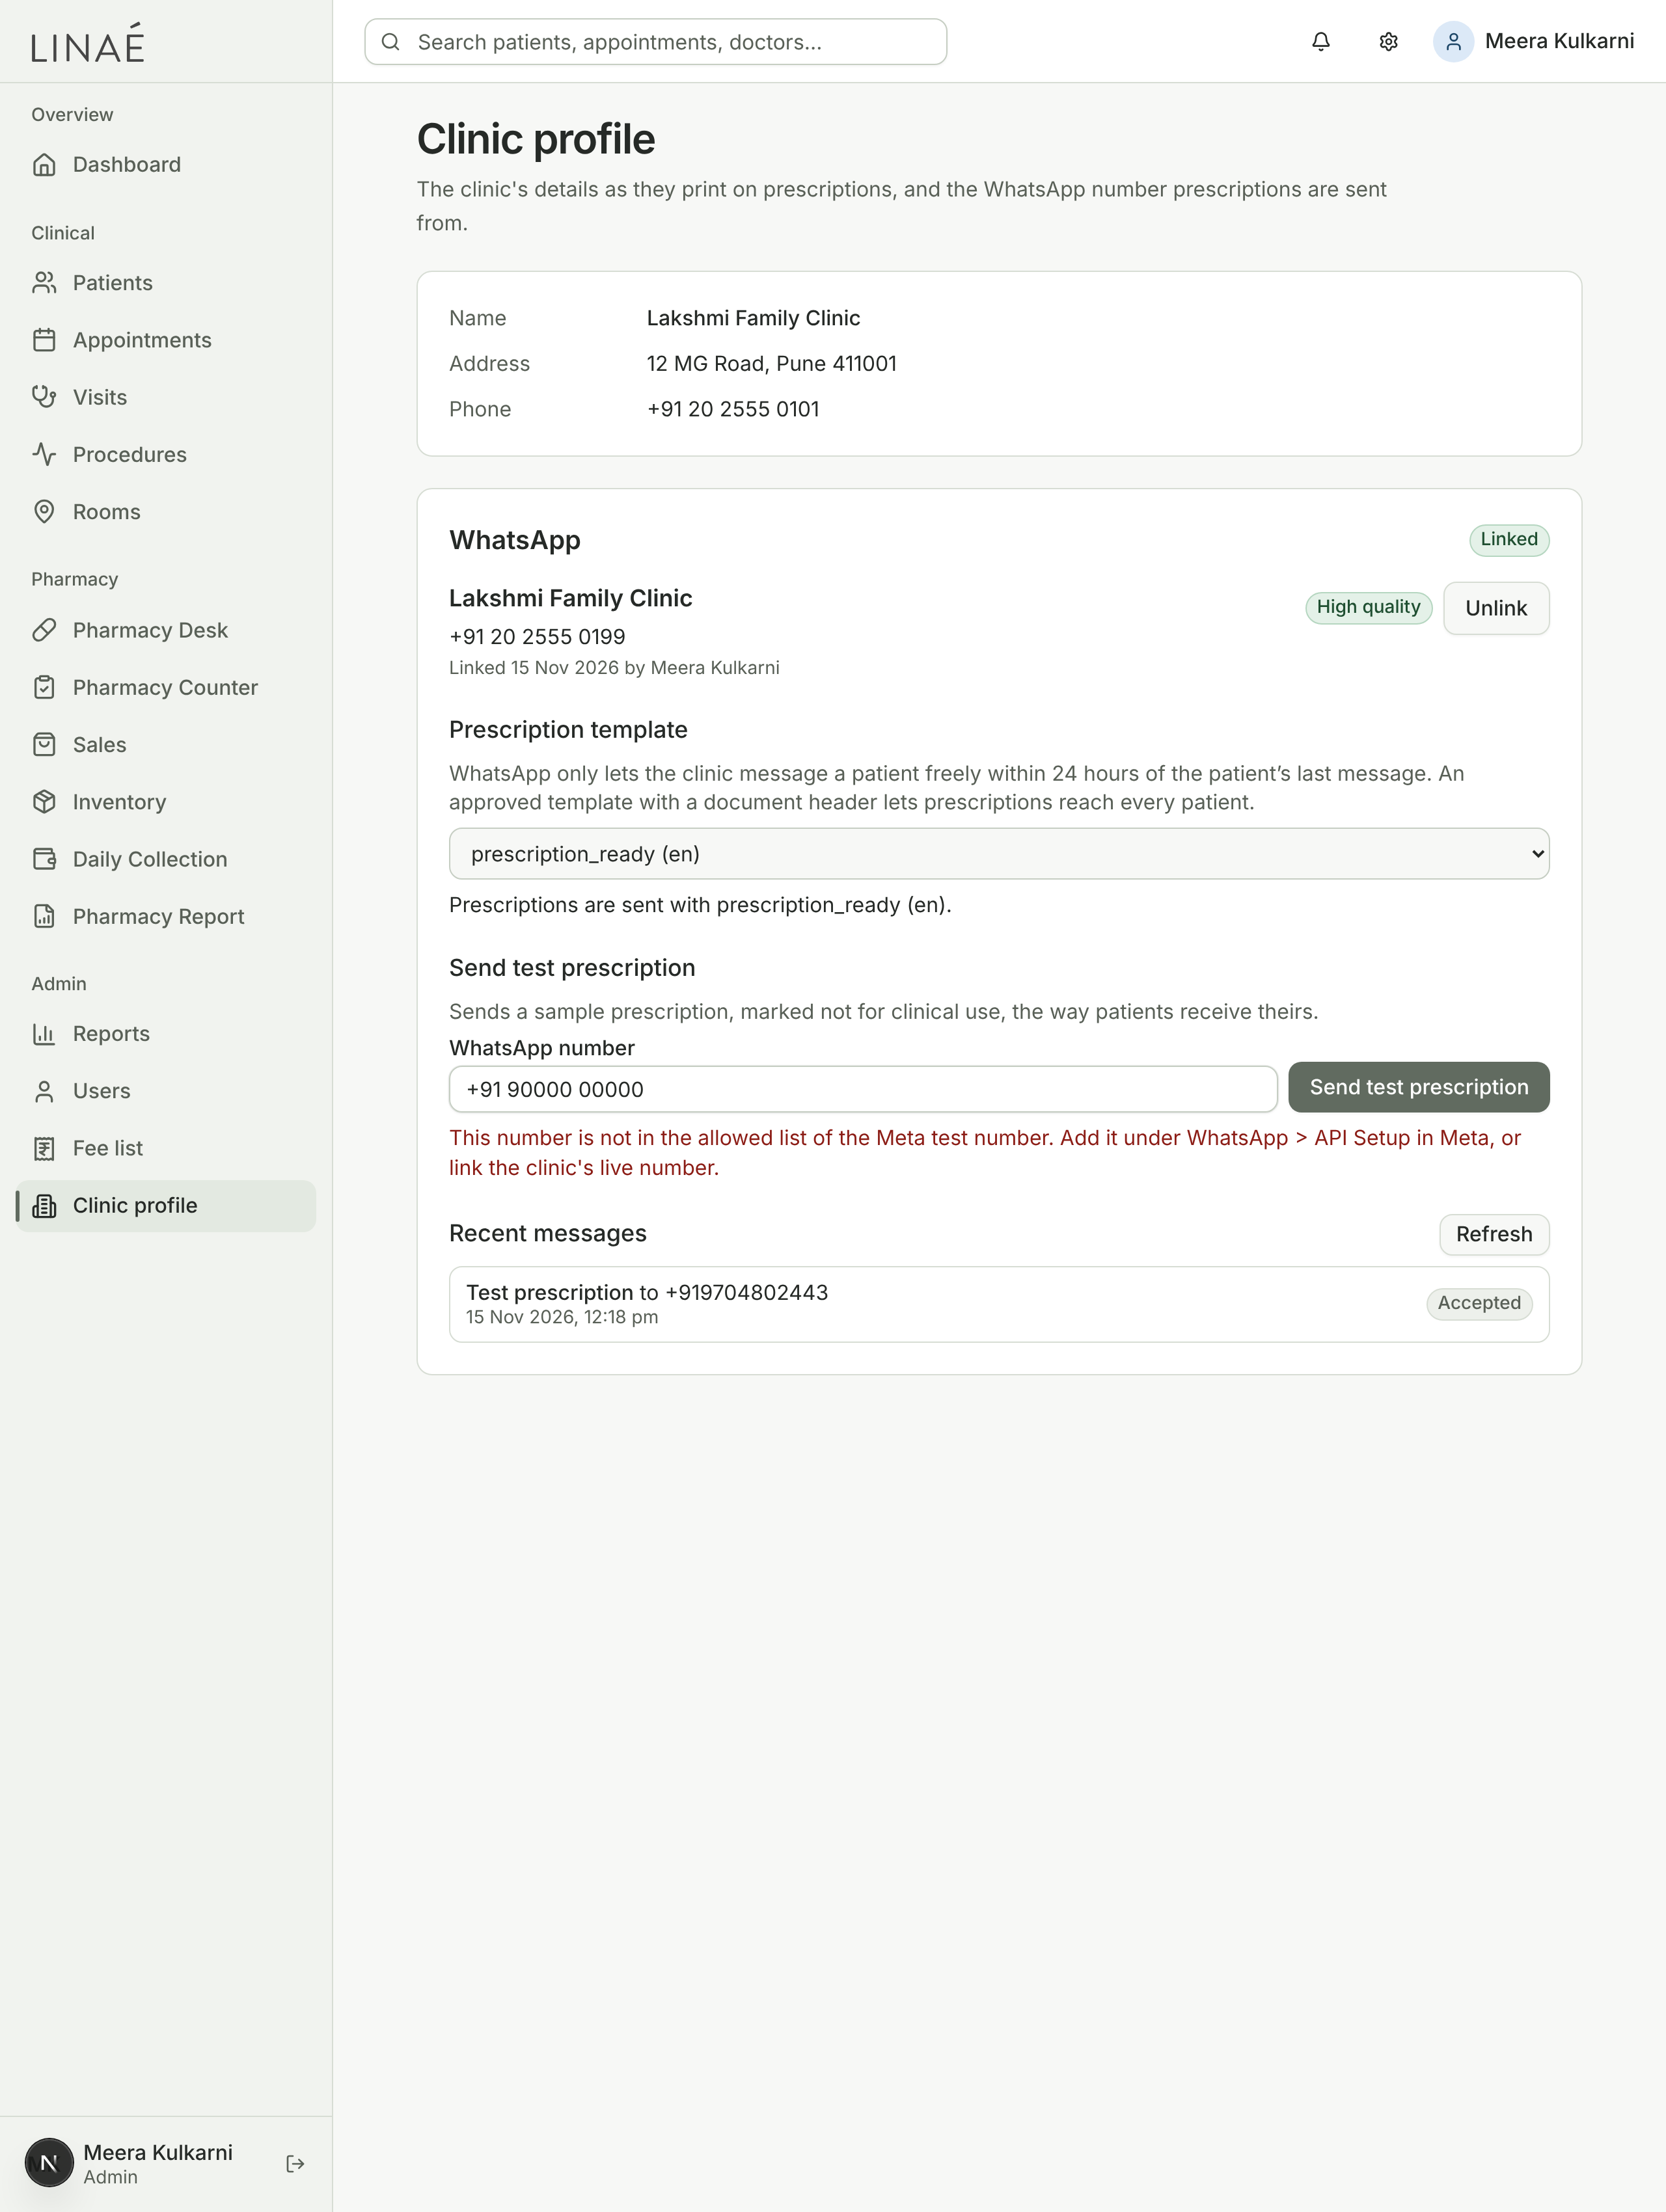 LINAÉ
Search patients, appointments, doctors...
Meera Kulkarni
Overview
Dashboard
Clinical
Patients
Appointments
Visits
Procedures
Rooms
Pharmacy
Pharmacy Desk
Pharmacy Counter
Sales
Inventory
Daily Collection
Pharmacy Report
Admin
Reports
Users
Fee list
Clinic profile
Meera Kulkarni
Admin
Clinic profile
The clinic's details as they print on prescriptions, and the WhatsApp number prescriptions are sent
from.
Name Lakshmi Family Clinic
Address 12 MG Road, Pune 411001
Phone +91 20 2555 0101
WhatsApp Linked
Lakshmi Family Clinic High quality Unlink
+91 20 2555 0199
Linked 15 Nov 2026 by Meera Kulkarni
Prescription template
WhatsApp only lets the clinic message a patient freely within 24 hours of the patient’s last message. An
approved template with a document header lets prescriptions reach every patient.
prescription_ready (en)
Prescriptions are sent with prescription_ready (en).
Send test prescription
Sends a sample prescription, marked not for clinical use, the way patients receive theirs.
WhatsApp number
+91 90000 00000 Send test prescription
This number is not in the allowed list of the Meta test number. Add it under WhatsApp > API Setup in Meta, or
link the clinic's live number.
Recent messages Refresh
Test prescription to +919704802443
15 Nov 2026, 12:18 pm Accepted